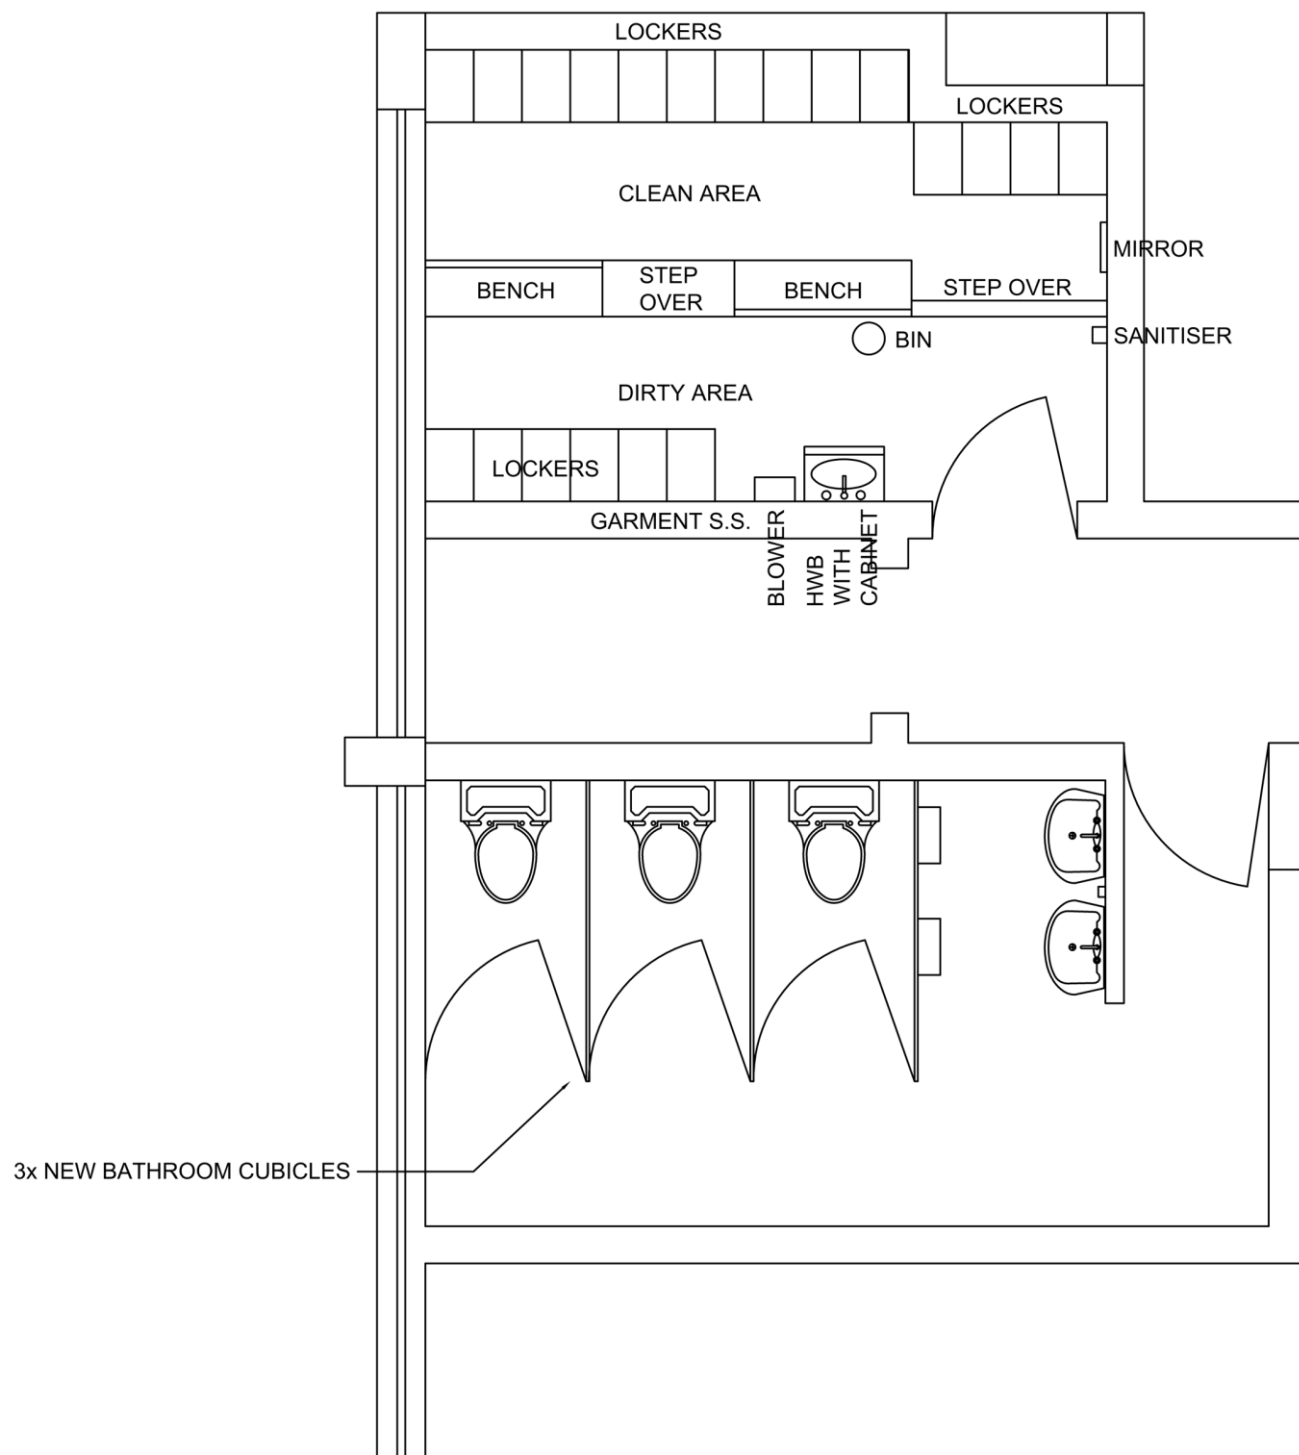 LOCKERS
LOCKERS
CLEAN AREA
MIRROR
BENCH
STEP
OVER
BENCH
STEP OVER
BIN
SANITISER
DIRTY AREA
LOCKERS
GARMENT S.S.
BLOWER
HWB
WITH
CABINET
3x NEW BATHROOM CUBICLES